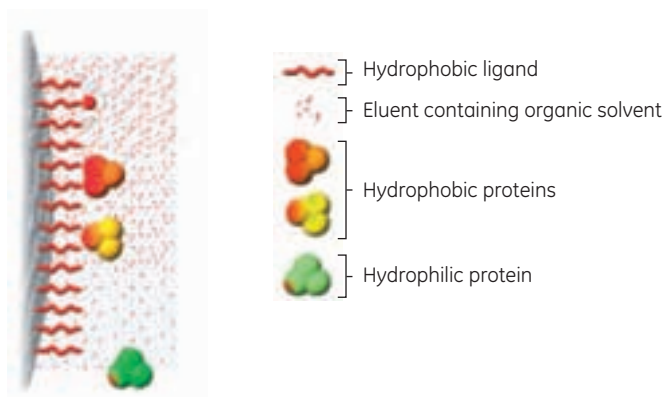 Hydrophobic ligand
Eluent containing organic solvent
Hydrophobic proteins
Hydrophilic protein